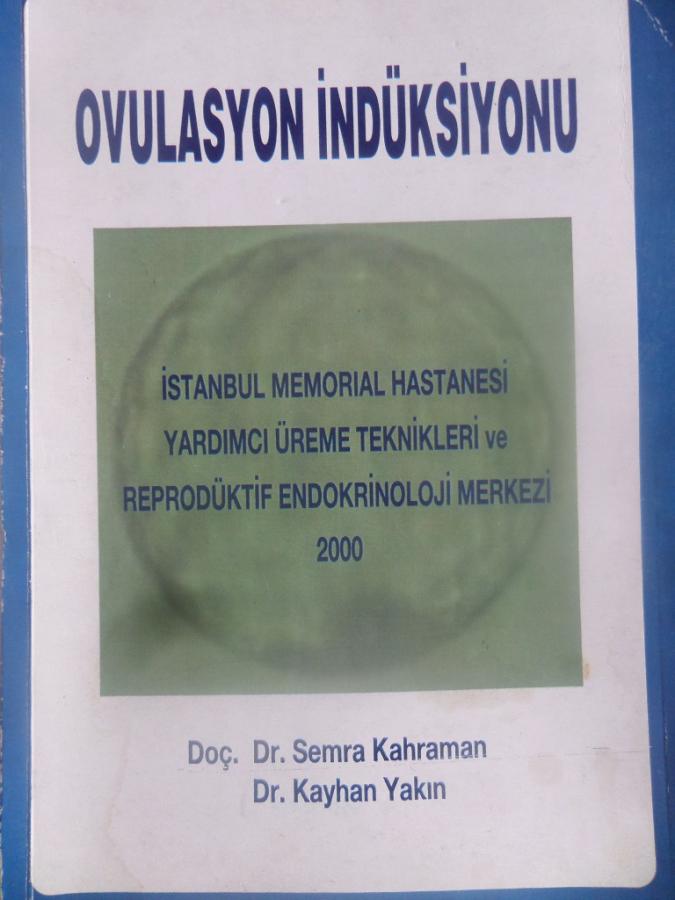 OVULASYON İNDÜKSİYONU
İSTANBUL MEMORIAL HASTANESİ
YARDIMCI ÜREME TEKNİKLERİ ve
REPRODÜKTİF ENDOKRİNOLOJİ MERKEZİ
2000
Doç. Dr. Semra Kahraman
Dr. Kayhan Yakın